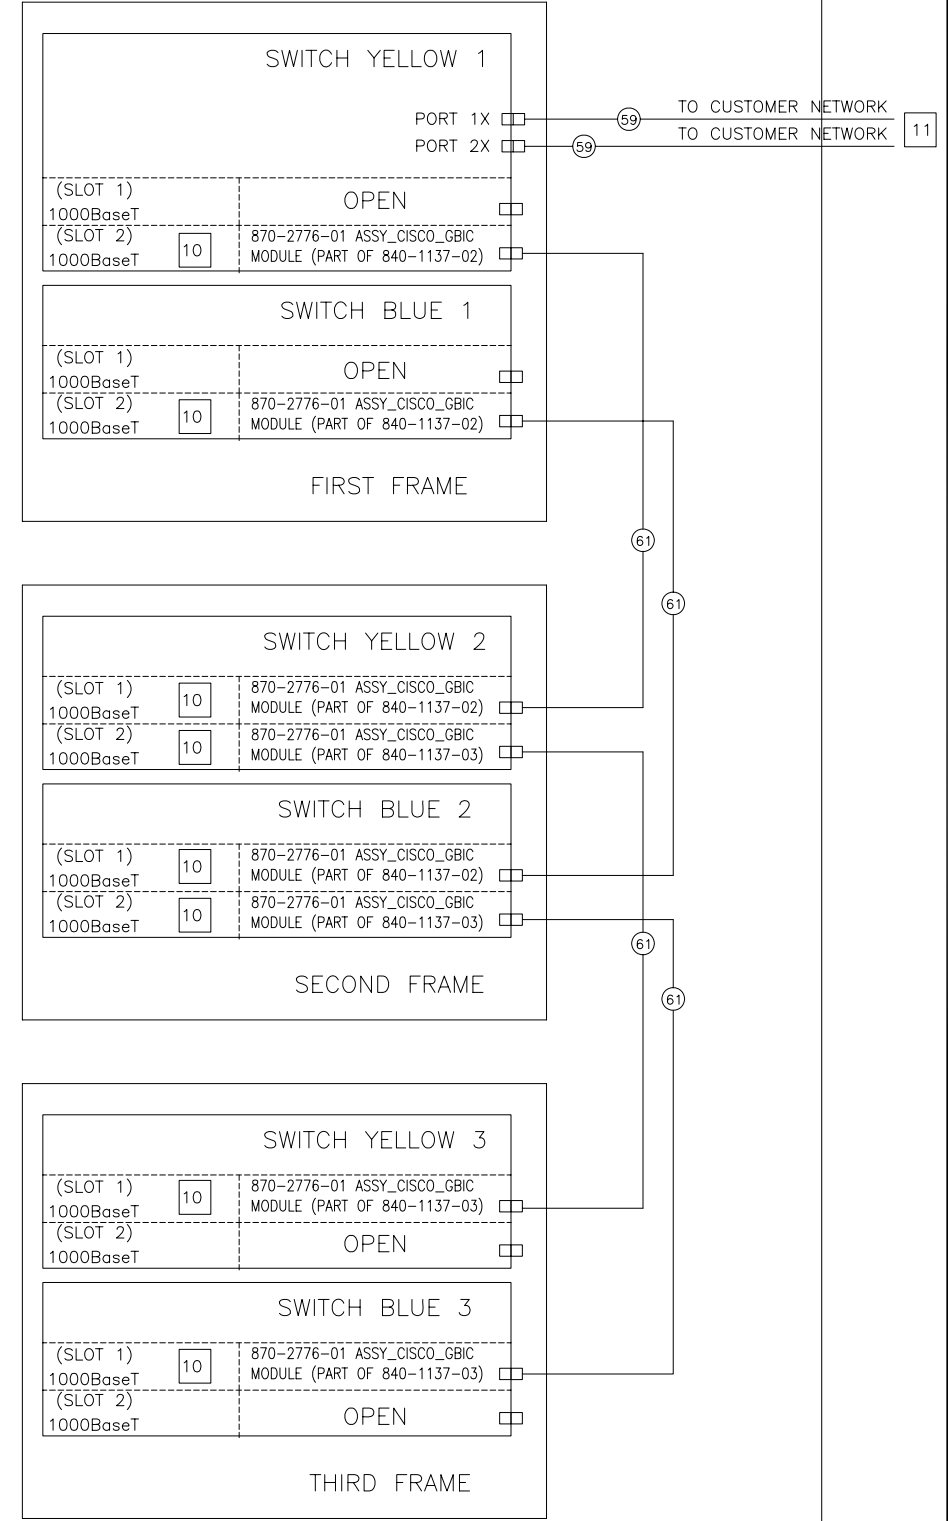 SWITCH YELLOW 1
PORT 1X
59
TO CUSTOMER NETWORK
11
PORT 2X
59
TO CUSTOMER NETWORK
(SLOT 1)
1000BaseT
OPEN
(SLOT 2)
1000BaseT
10
870-2776-01 ASSY_CISCO_GBIC
MODULE (PART OF 840-1137-02)
SWITCH BLUE 1
(SLOT 1)
1000BaseT
OPEN
(SLOT 2)
1000BaseT
10
870-2776-01 ASSY_CISCO_GBIC
MODULE (PART OF 840-1137-02)
FIRST FRAME
61
61
SWITCH YELLOW 2
(SLOT 1)
1000BaseT
10
870-2776-01 ASSY_CISCO_GBIC
MODULE (PART OF 840-1137-02)
(SLOT 2)
1000BaseT
10
870-2776-01 ASSY_CISCO_GBIC
MODULE (PART OF 840-1137-03)
SWITCH BLUE 2
(SLOT 1)
1000BaseT
10
870-2776-01 ASSY_CISCO_GBIC
MODULE (PART OF 840-1137-02)
(SLOT 2)
1000BaseT
10
870-2776-01 ASSY_CISCO_GBIC
MODULE (PART OF 840-1137-03)
61
SECOND FRAME
61
SWITCH YELLOW 3
(SLOT 1)
1000BaseT
10
870-2776-01 ASSY_CISCO_GBIC
MODULE (PART OF 840-1137-03)
(SLOT 2)
1000BaseT
OPEN
SWITCH BLUE 3
(SLOT 1)
1000BaseT
10
870-2776-01 ASSY_CISCO_GBIC
MODULE (PART OF 840-1137-03)
(SLOT 2)
1000BaseT
OPEN
THIRD FRAME